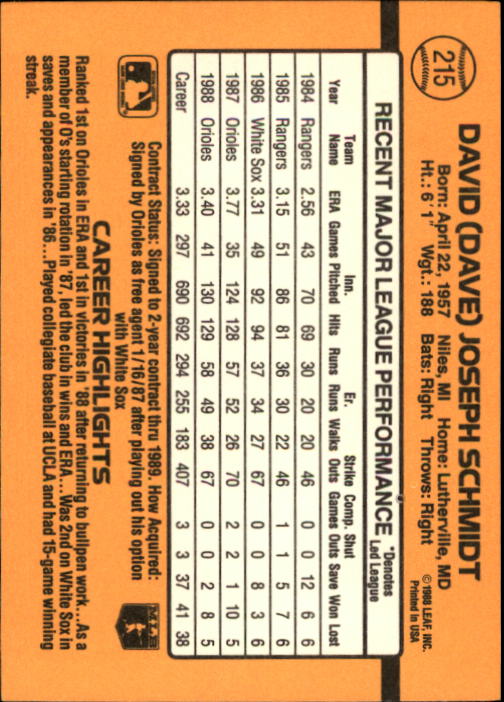 215
DAVID (DAVE) JOSEPH SCHMIDT
Born: April 22, 1957 Niles, MI Home: Lutherville, MD
Ht.: 6' 1" Wgt.: 188 Bats: Right Throws: Right
© 1988 LEAF, INC.
Printed in USA
RECENT MAJOR LEAGUE PERFORMANCE *Denotes Led League
Year Team Name ERA Games Inn. Pitched Hits Runs Er. Runs Walks Strike Outs Comp. Games Shut Outs Save Won Lost
1984 Rangers 2.56 43 70 69 30 20 20 46 0 0 12 6 6
1985 Rangers 3.15 51 86 81 36 30 22 46 1 1 5 7 6
1986 White Sox 3.31 49 92 94 37 34 27 67 0 0 8 3 6
1987 Orioles 3.77 35 124 128 57 52 26 70 2 2 1 10 5
1988 Orioles 3.40 41 130 129 58 49 38 67 0 0 2 8 5
Career 3.33 297 690 692 294 255 183 407 3 3 37 41 38
Contract Status: Signed to 2-year contract thru 1989. How Acquired:
Signed by Orioles as free agent 1/16/87 after playing out his option
with White Sox
CAREER HIGHLIGHTS
Ranked 1st on Orioles in ERA and 1st in victories in '88 after returning to bullpen work...As a
member of O's starting rotation in '87, led the club in wins and ERA...Was 2nd on White Sox in
saves and appearances in '86...Played collegiate baseball at UCLA and had 15-game winning
streak.